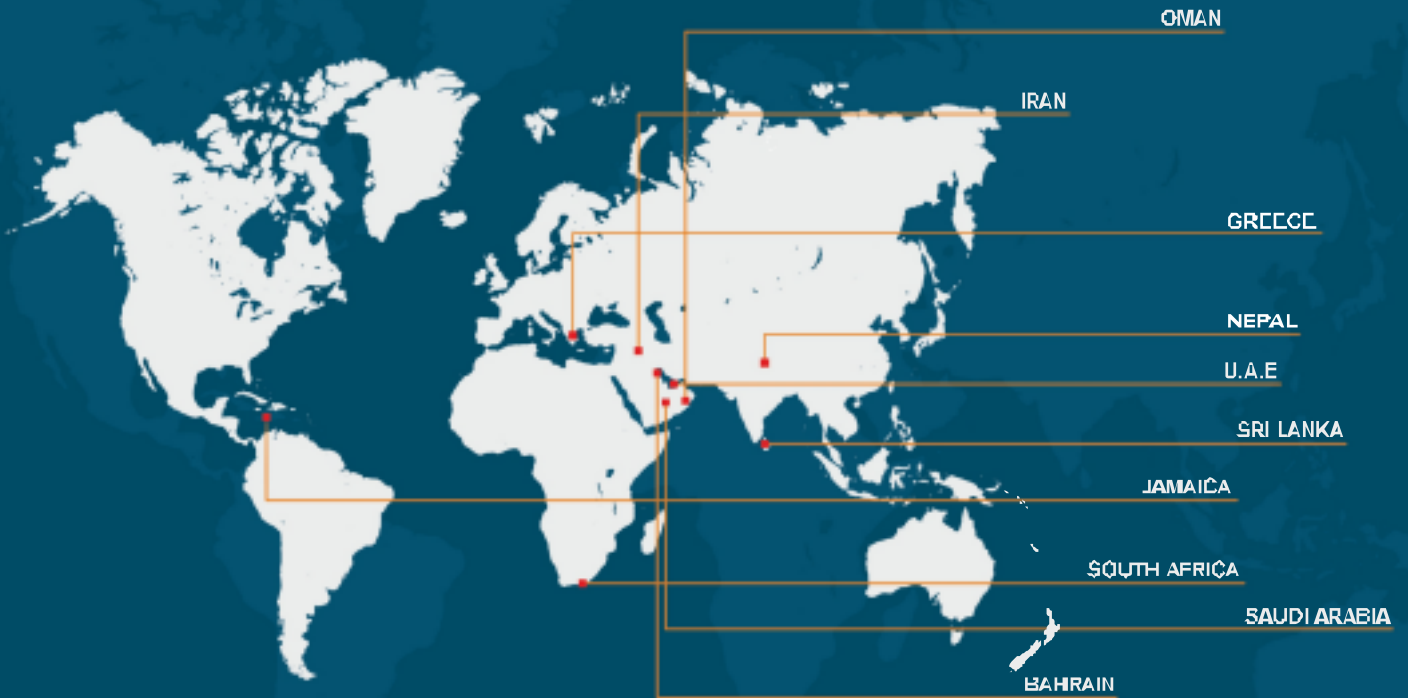 OMAN
IRAN
GREECE
NEPAL
U.A.E
SRI LANKA
JAMAICA
SOUTH AFRICA
SAUDI ARABIA
BAHRAIN